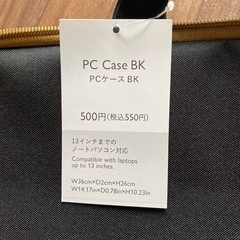 PC Case BK
PCケース BK
500円(税込550円)
13インチまでの
ノートパソコン対応
Compatible with laptops
up to 13 inches.
W36cm×D2cm×H26cm
W14.17in×D0.78in×H10.23in